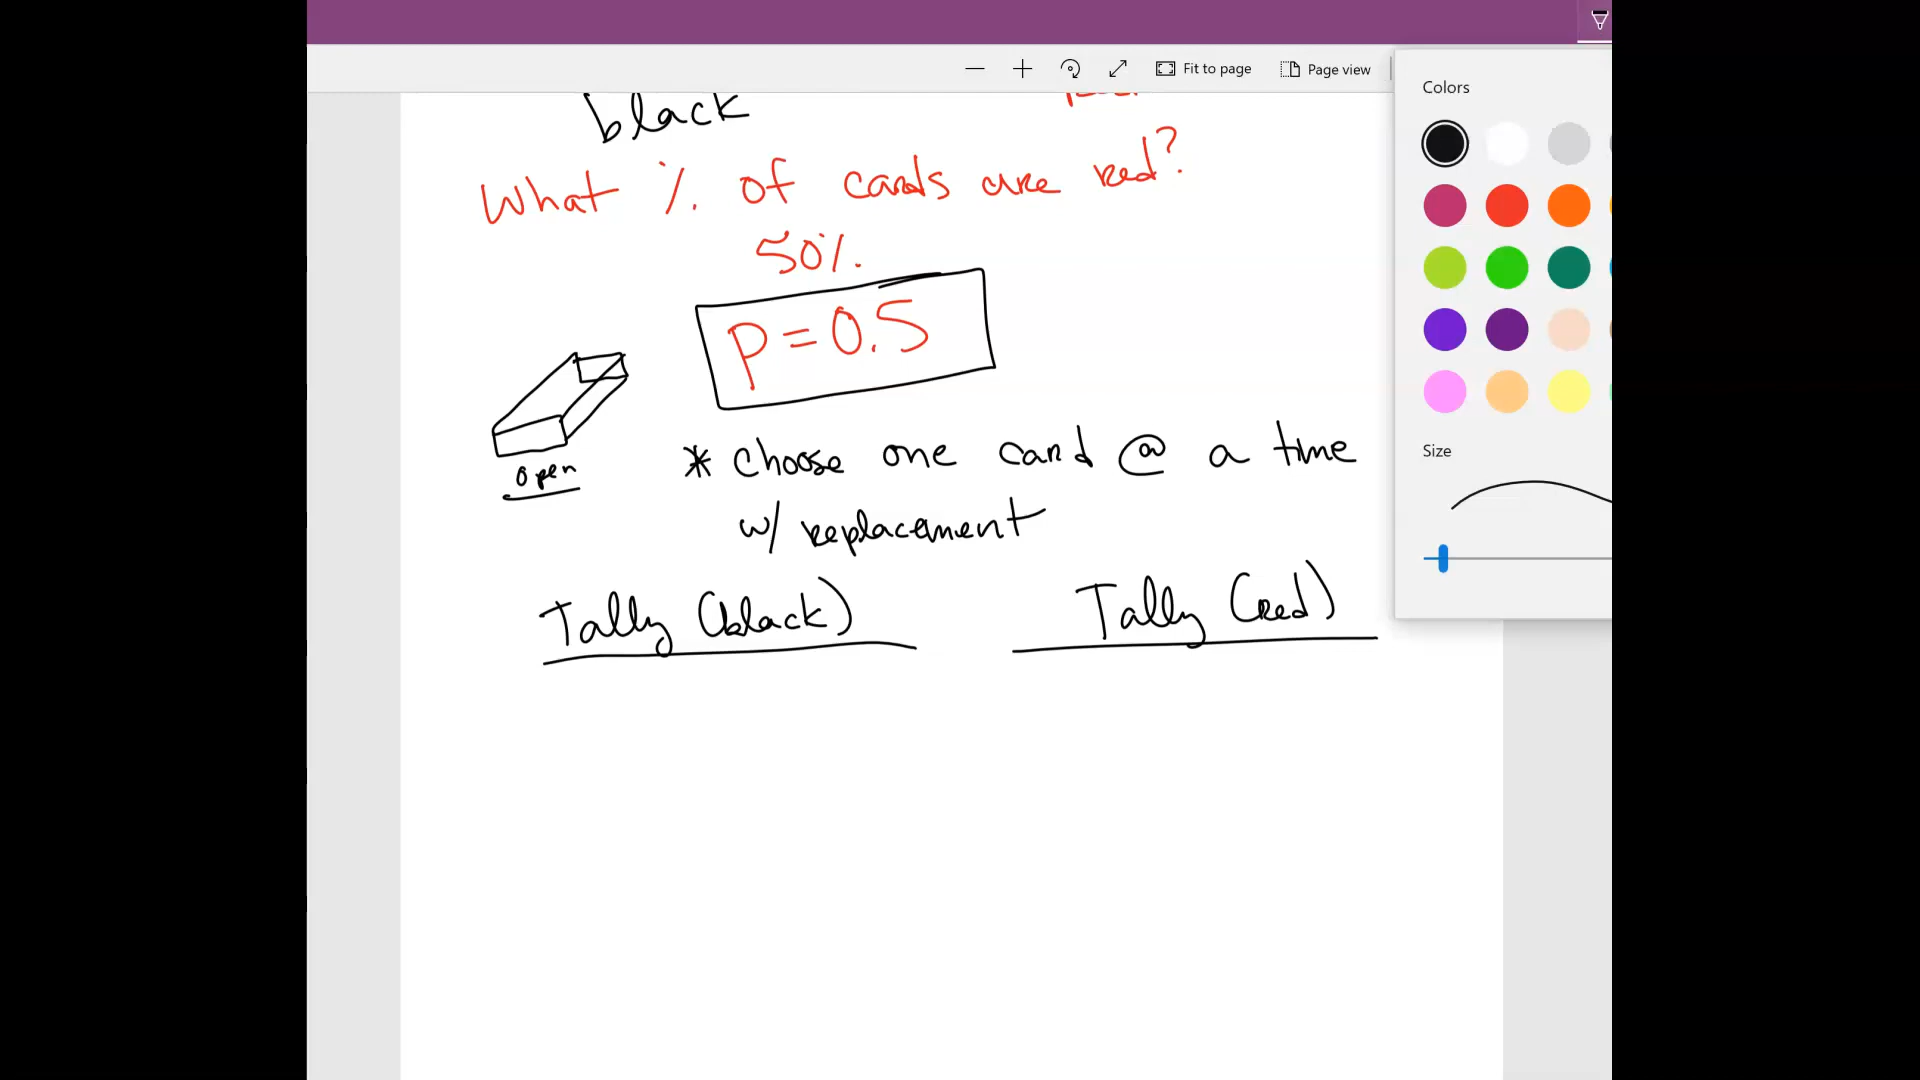 Fit to page
Page view
Colors
black
What % of cards are red?
50%.
p=0.5
open
* choose one card @ a time
w/ replacement
Size
Tally (black)
Tally (red)